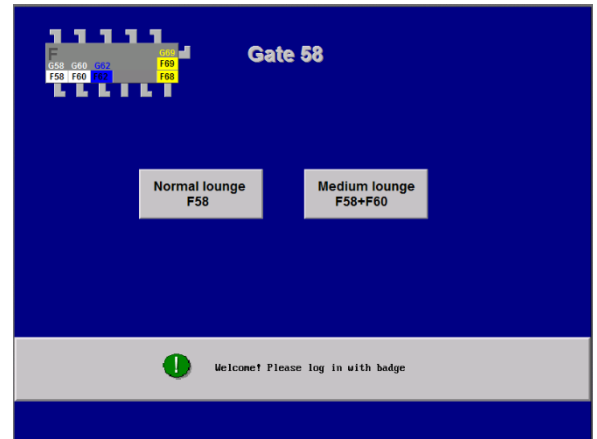 Gate 58
F
G69
G58 G60 G62
F69
F58 F60 F62
F68
Normal lounge
F58
Medium lounge
F58+F60
Welcome! Please log in with badge